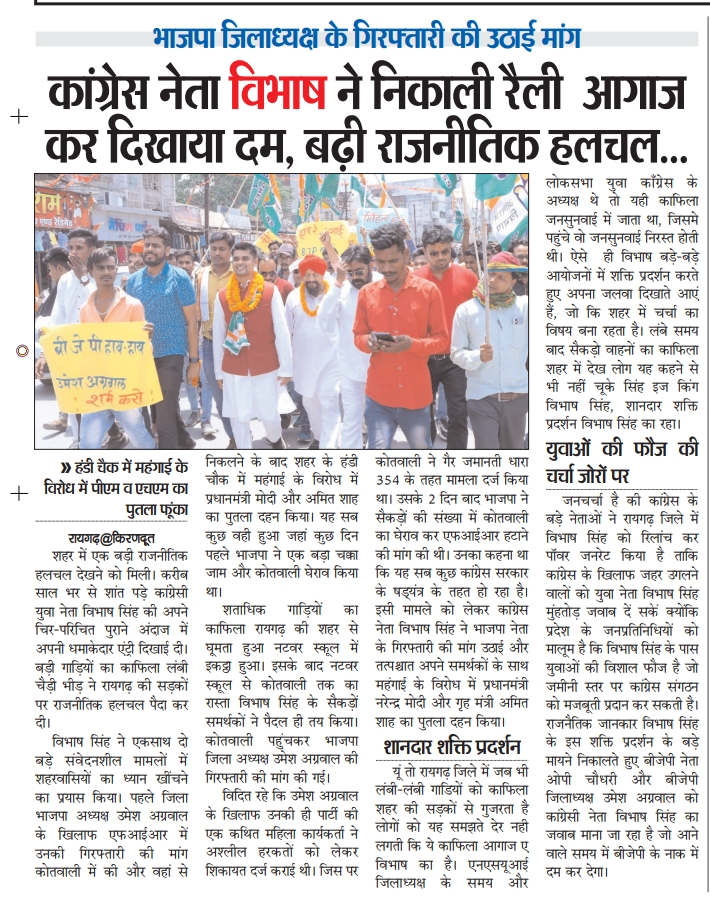 भाजपा जिलाध्यक्ष के गिरफ्तारी की उठाई मांग
कांग्रेस नेता विभाष ने निकाली रैली आगाज
कर दिखाया दम, बढ़ी राजनीतिक हलचल...
बी जे पी हाय-हाय
उमेश अग्रवाल
शर्म करो
» हंडी चैक में महंगाई के
विरोध में पीएम व एचएम का
पुतला फूंका
रायगढ़@किरणदूत
शहर में एक बड़ी राजनीतिक
हलचल देखने को मिली। करीब
साल भर से शांत पड़े कांग्रेसी
युवा नेता विभाष सिंह की अपने
चिर-परिचित पुराने अंदाज में
अपनी धमाकेदार एंट्री दिखाई दी।
बड़ी गाड़ियों का काफिला लंबी
चैड़ी भीड़ ने रायगढ़ की सड़कों
पर राजनीतिक हलचल पैदा कर
दी।
विभाष सिंह ने एकसाथ दो
बड़े संवेदनशील मामलों में
शहरवासियों का ध्यान खींचने
का प्रयास किया। पहले जिला
भाजपा अध्यक्ष उमेश अग्रवाल
के खिलाफ एफआईआर में
उनकी गिरफ्तारी की मांग
कोतवाली में की और वहां से
निकलने के बाद शहर के हंडी
चौक में महंगाई के विरोध में
प्रधानमंत्री मोदी और अमित शाह
का पुतला दहन किया। यह सब
कुछ वही हुआ जहां कुछ दिन
पहले भाजपा ने एक बड़ा चक्का
जाम और कोतवाली घेराव किया
था।
शताधिक गाड़ियों का
काफिला रायगढ़ की शहर से
घूमता हुआ नटवर स्कूल में
इकठ्ठा हुआ। इसके बाद नटवर
स्कूल से कोतवाली तक का
रास्ता विभाष सिंह के सैकड़ों
समर्थकों ने पैदल ही तय किया।
कोतवाली पहुंचकर भाजपा
जिला अध्यक्ष उमेश अग्रवाल की
गिरफ्तारी की मांग की गई।
विदित रहे कि उमेश अग्रवाल
के खिलाफ उनकी ही पार्टी की
एक कथित महिला कार्यकर्ता ने
अश्लील हरकतों को लेकर
शिकायत दर्ज कराई थी। जिस पर
कोतवाली ने गैर जमानती धारा
354 के तहत मामला दर्ज किया
था। उसके 2 दिन बाद भाजपा ने
सैकड़ों की संख्या में कोतवाली
का घेराव कर एफआईआर हटाने
की मांग की थी। उनका कहना था
कि यह सब कुछ कांग्रेस सरकार
के षड्यंत्र के तहत हो रहा है।
इसी मामले को लेकर कांग्रेस
नेता विभाष सिंह ने भाजपा नेता
के गिरफ्तारी की मांग उठाई और
तत्पश्चात अपने समर्थकों के साथ
महंगाई के विरोध में प्रधानमंत्री
नरेन्द्र मोदी और गृह मंत्री अमित
शाह का पुतला दहन किया।
शानदार शक्ति प्रदर्शन
यूं तो रायगढ़ जिले में जब भी
लंबी-लंबी गाडियों को काफिला
शहर की सड़कों से गुजरता है
लोगों को यह समझते देर नही
लगती कि ये काफिला आगाज ए
विभाष का है। एनएसयूआई
जिलाध्यक्ष के समय और
लोकसभा युवा काँग्रेस के
अध्यक्ष थे तो यही काफिला
जनसुनवाई में जाता था, जिसमे
पहुंचे वो जनसुनवाई निरस्त होती
थी। ऐसे ही विभाष बड़े-बड़े
आयोजनों में शक्ति प्रदर्शन करते
हुए अपना जलवा दिखाते आएं
हैं, जो कि शहर में चर्चा का
विषय बना रहता है। लंबे समय
बाद सैकड़ो वाहनों का काफिला
शहर में देख लोग यह कहने से
भी नहीं चूके सिंह इज किंग
विभाष सिंह, शानदार शक्ति
प्रदर्शन विभाष सिंह का रहा।
युवाओं की फौज की
चर्चा जोरों पर
जनचर्चा है की कांग्रेस के
बड़े नेताओं ने रायगढ़ जिले में
विभाष सिंह को रिलांच कर
पॉवर जनरेट किया है ताकि
कांग्रेस के खिलाफ जहर उगलने
वालों को युवा नेता विभाष सिंह
मुंहतोड़ जवाब दें सके क्योंकि
प्रदेश के जनप्रतिनिधियों को
मालूम है कि विभाष सिंह के पास
युवाओं की विशाल फौज है जो
जमीनी स्तर पर कांग्रेस संगठन
को मजबूती प्रदान कर सकती है।
राजनैतिक जानकार विभाष सिंह
के इस शक्ति प्रदर्शन के बड़े
मायने निकालते हुए बीजेपी नेता
ओपी चौधरी और बीजेपी
जिलाध्यक्ष उमेश अग्रवाल को
कांग्रेसी नेता विभाष सिंह का
जवाब माना जा रहा है जो आने
वाले समय में बीजेपी के नाक में
दम कर देगा।